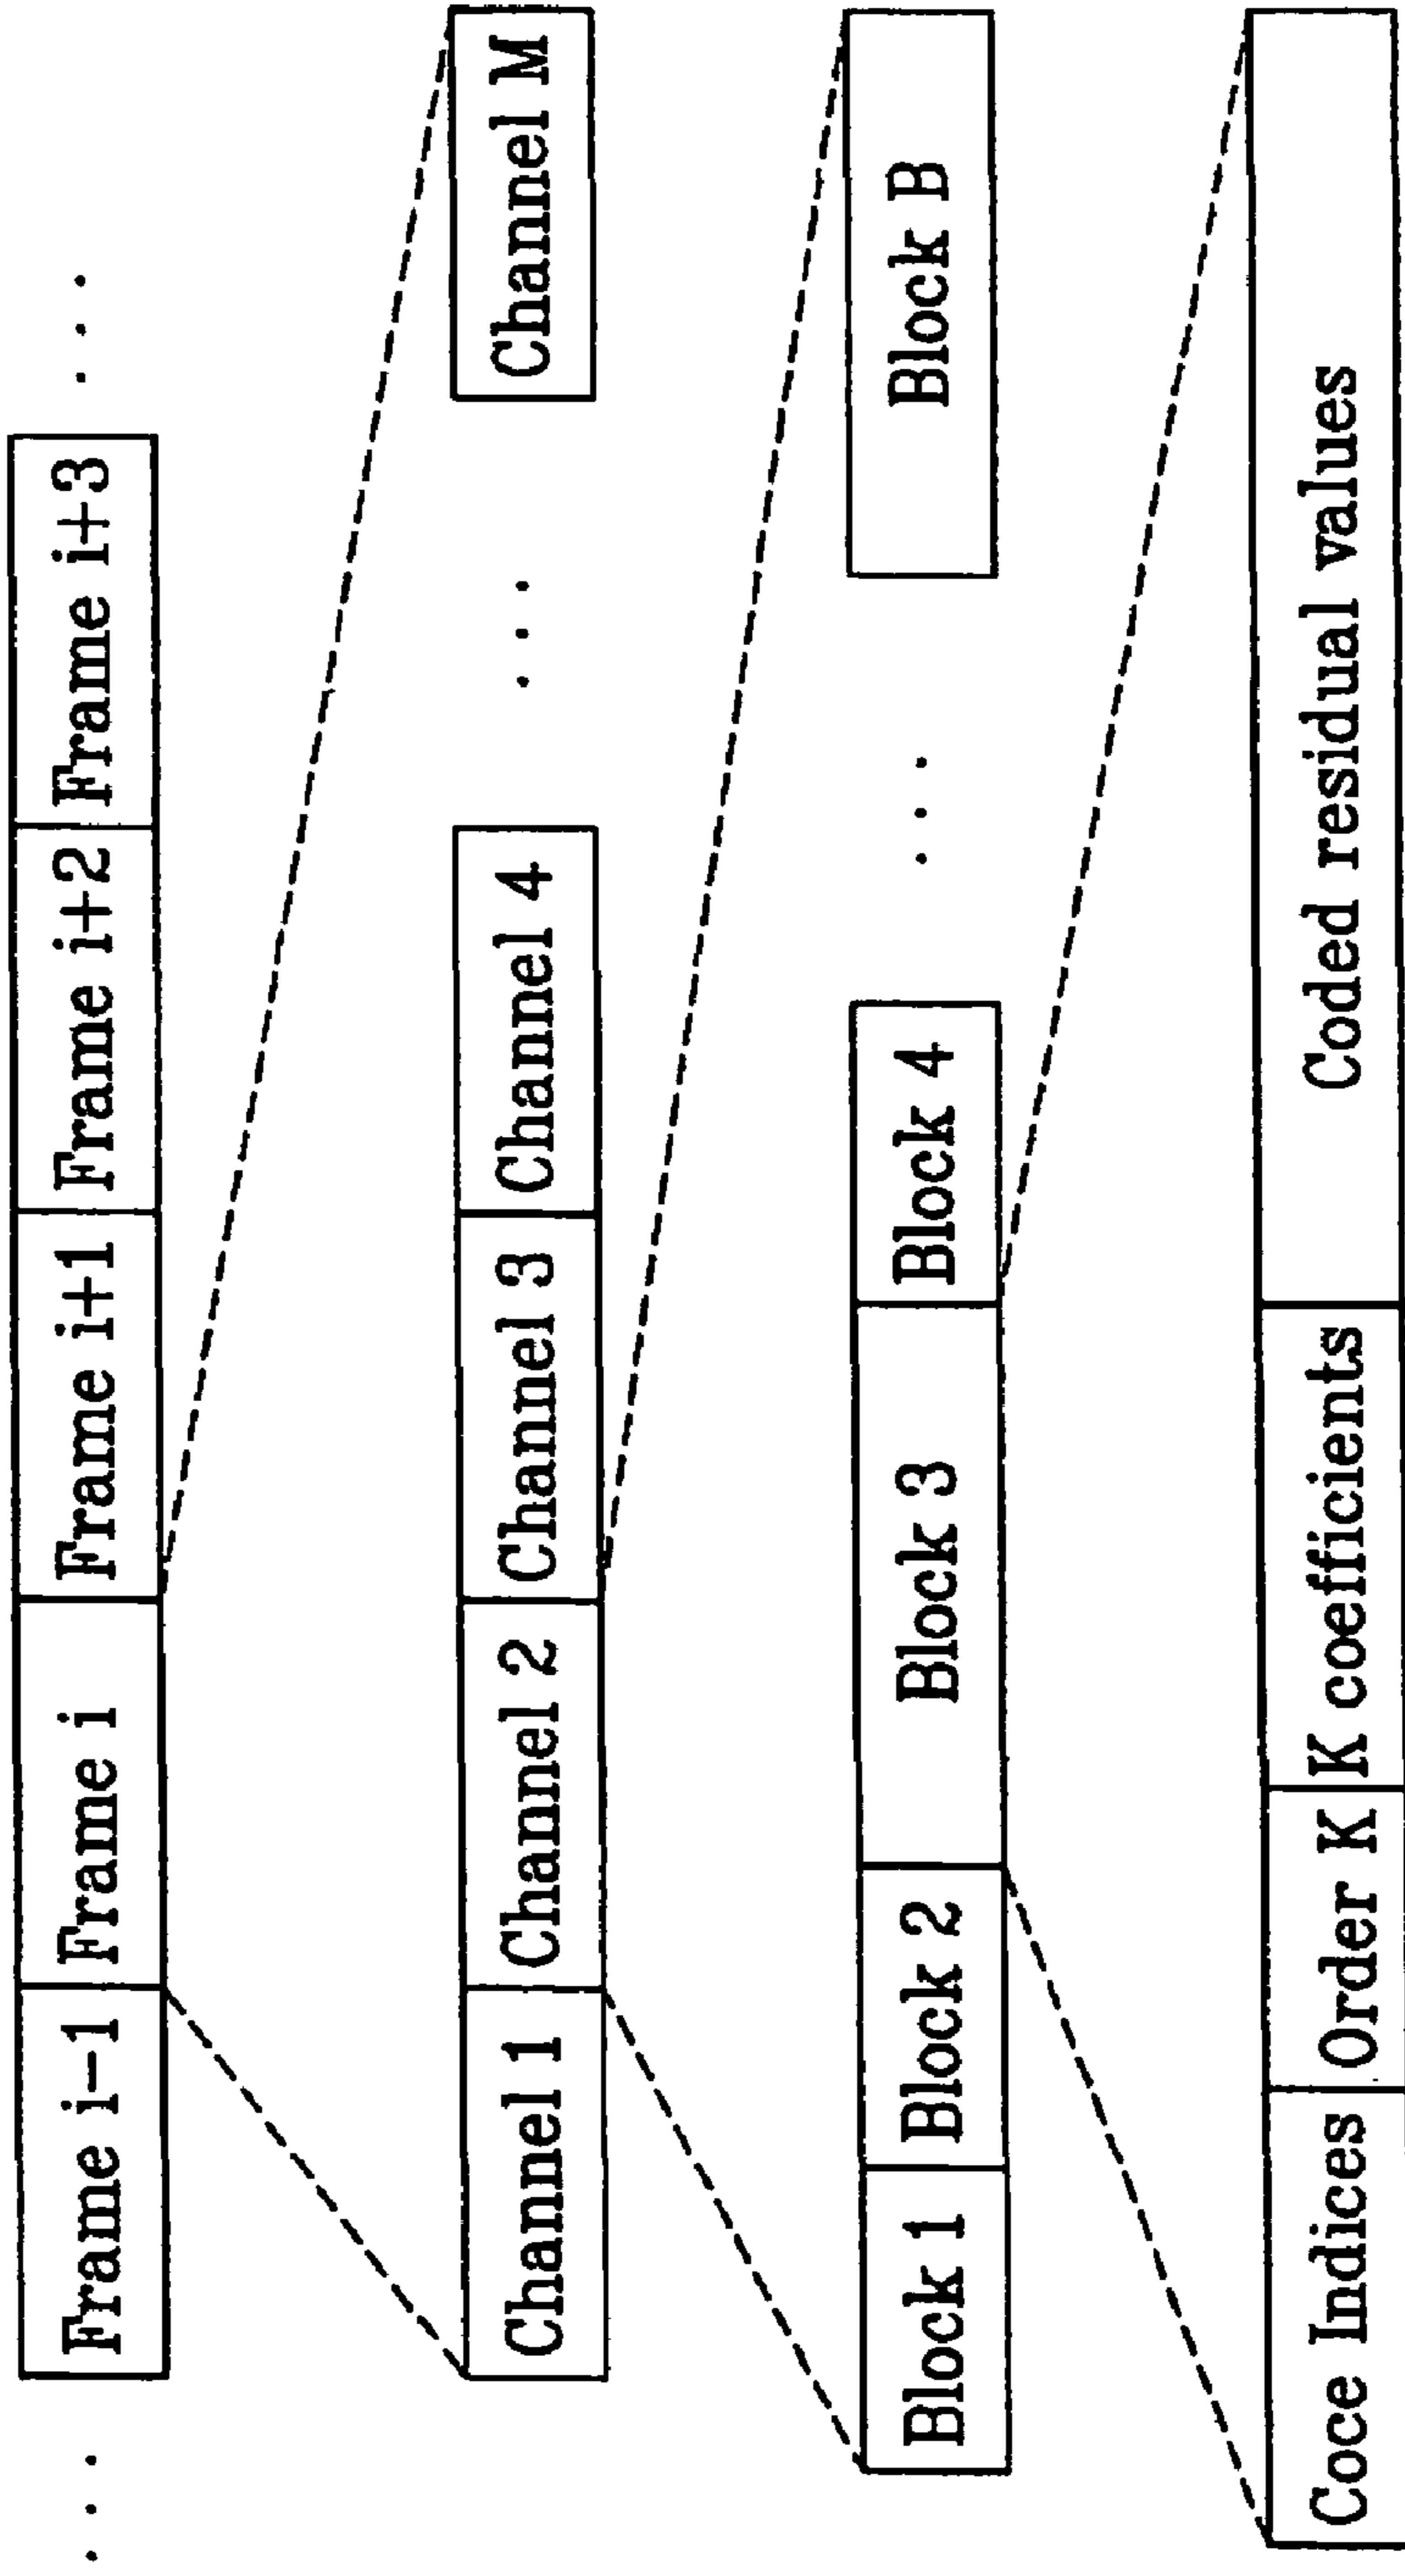 ... Frame i-1 Frame i Frame i+1 Frame i+2 Frame i+3 ...
Channel 1 Channel 2 Channel 3 Channel 4 ... Channel M
Block 1 Block 2 Block 3 Block 4 ... Block B
Coce Indices Order K K coefficients Coded residual values